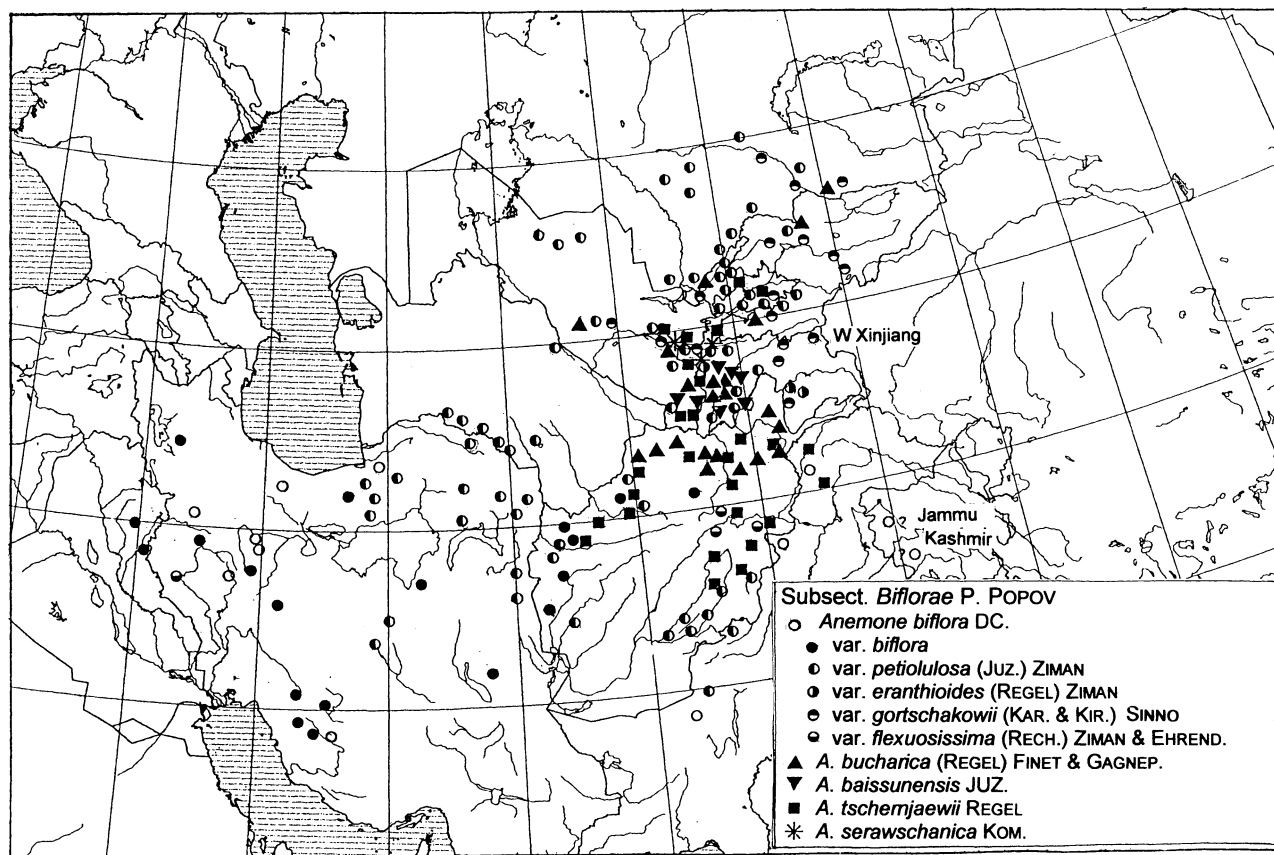 W Xinjiang
Jammu
Kashmir
Subsect. Biflorae P. POPOV
Anemone biflora DC.
var. biflora
var. petiolulosa (JUZ.) ZIMAN
var. eranthioides (REGEL) ZIMAN
var. gortschakowii (KAR. & KIR.) SINNO
var. flexuosissima (RECH.) ZIMAN & EHREND.
A. bucharica (REGEL) FINET & GAGNEP.
A. baissunensis JUZ.
A. tschernjaewii REGEL
A. serawschanica KOM.